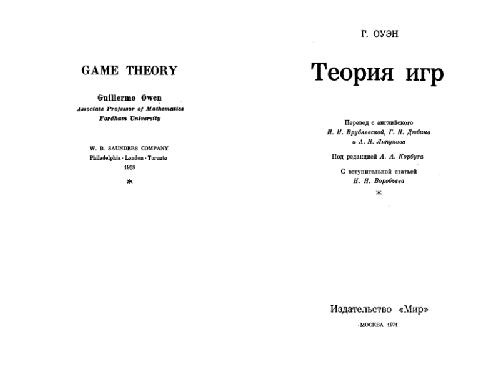 GAME THEORY
Guillermo Owen
Associate Professor of Mathematics
Fordham University
W. B. SAUNDERS COMPANY
Philadelphia · London · Toronto
1968
*
Г. ОУЭН
Теория игр
Перевод с английского
И. Н. Врублевской, Г. Н. Дюбина
и А. Н. Ляпунова
Под редакцией А. А. Корбута
С вступительной статьей
Н. Н. Воробьева
*
Издательство «Мир»
МОСКВА 1971